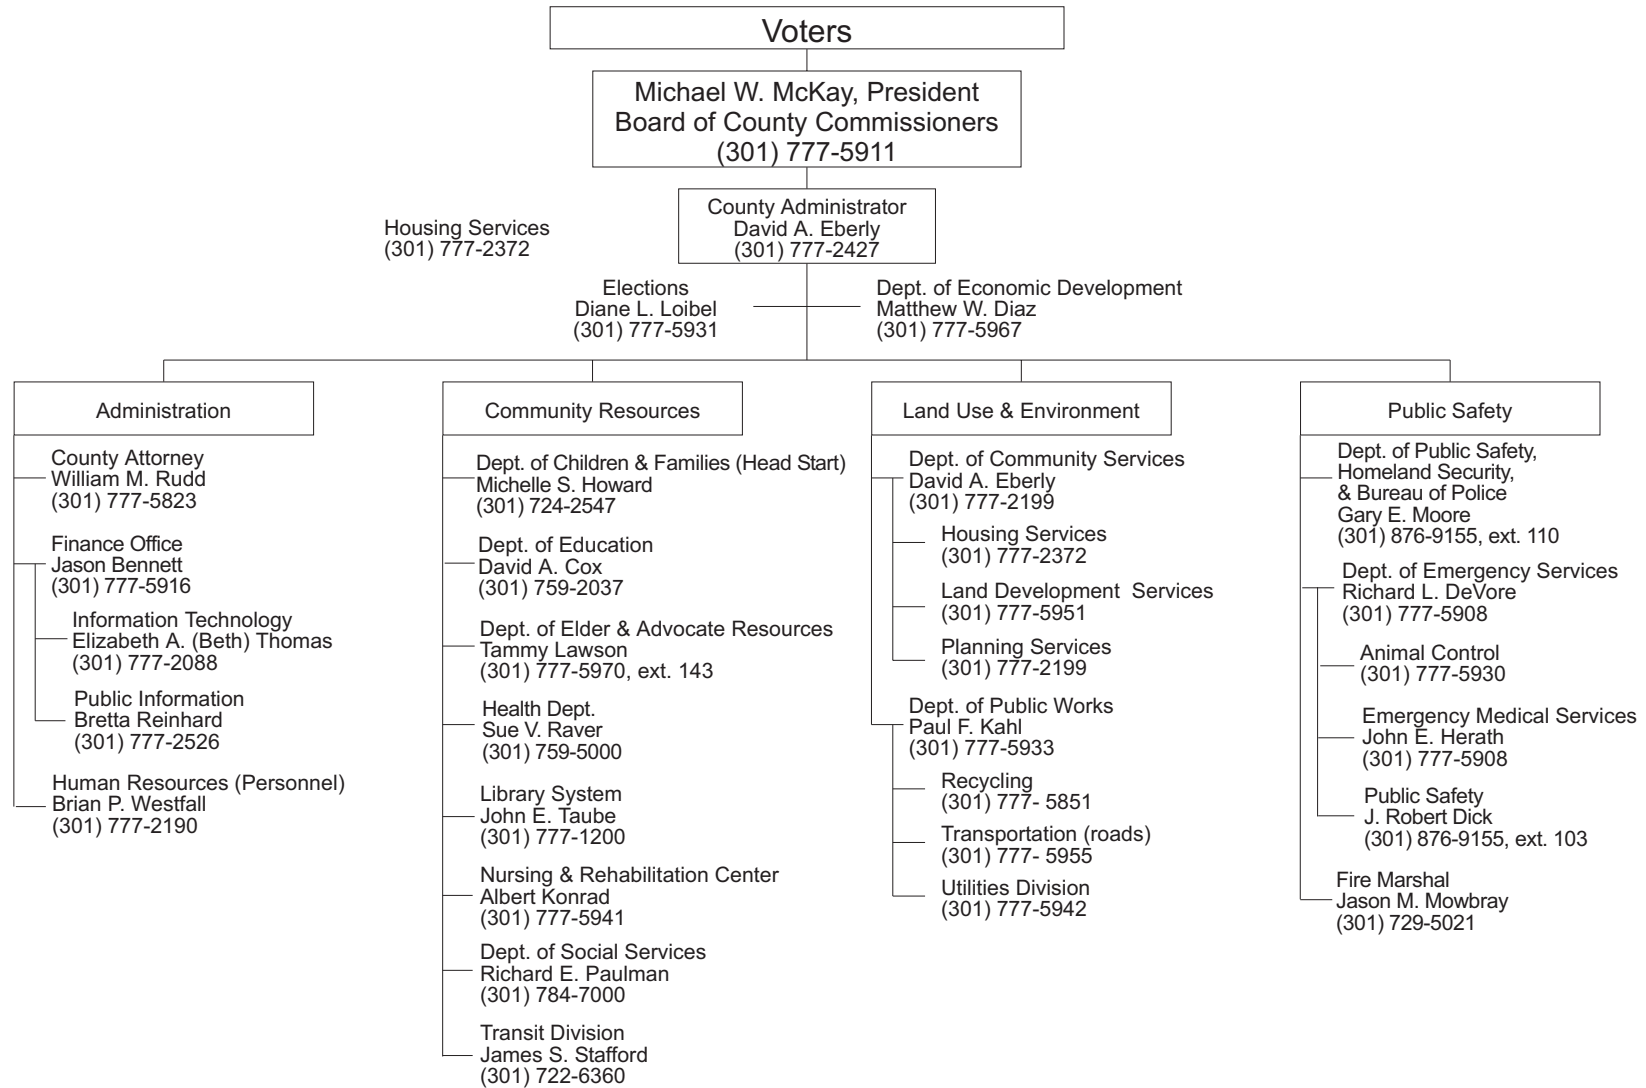 Voters
Michael W. McKay, President
Board of County Commissioners
(301) 777-5911
County Administrator
David A. Eberly
(301) 777-2427
Housing Services
(301) 777-2372
Elections
Diane L. Loibel
(301) 777-5931
Dept. of Economic Development
Matthew W. Diaz
(301) 777-5967
Administration
County Attorney
William M. Rudd
(301) 777-5823
Finance Office
Jason Bennett
(301) 777-5916
Information Technology
Elizabeth A. (Beth) Thomas
(301) 777-2088
Public Information
Bretta Reinhard
(301) 777-2526
Human Resources (Personnel)
Brian P. Westfall
(301) 777-2190
Community Resources
Dept. of Children & Families (Head Start)
Michelle S. Howard
(301) 724-2547
Dept. of Education
David A. Cox
(301) 759-2037
Dept. of Elder & Advocate Resources
Tammy Lawson
(301) 777-5970, ext. 143
Health Dept.
Sue V. Raver
(301) 759-5000
Library System
John E. Taube
(301) 777-1200
Nursing & Rehabilitation Center
Albert Konrad
(301) 777-5941
Dept. of Social Services
Richard E. Paulman
(301) 784-7000
Transit Division
James S. Stafford
(301) 722-6360
Land Use & Environment
Dept. of Community Services
David A. Eberly
(301) 777-2199
Housing Services
(301) 777-2372
Land Development  Services
(301) 777-5951
Planning Services
(301) 777-2199
Dept. of Public Works
Paul F. Kahl
(301) 777-5933
Recycling
(301) 777- 5851
Transportation (roads)
(301) 777- 5955
Utilities Division
(301) 777-5942
Public Safety
Dept. of Public Safety,
Homeland Security,
& Bureau of Police
Gary E. Moore
(301) 876-9155, ext. 110
Dept. of Emergency Services
Richard L. DeVore
(301) 777-5908
Animal Control
(301) 777-5930
Emergency Medical Services
John E. Herath
(301) 777-5908
Public Safety
J. Robert Dick
(301) 876-9155, ext. 103
Fire Marshal
Jason M. Mowbray
(301) 729-5021